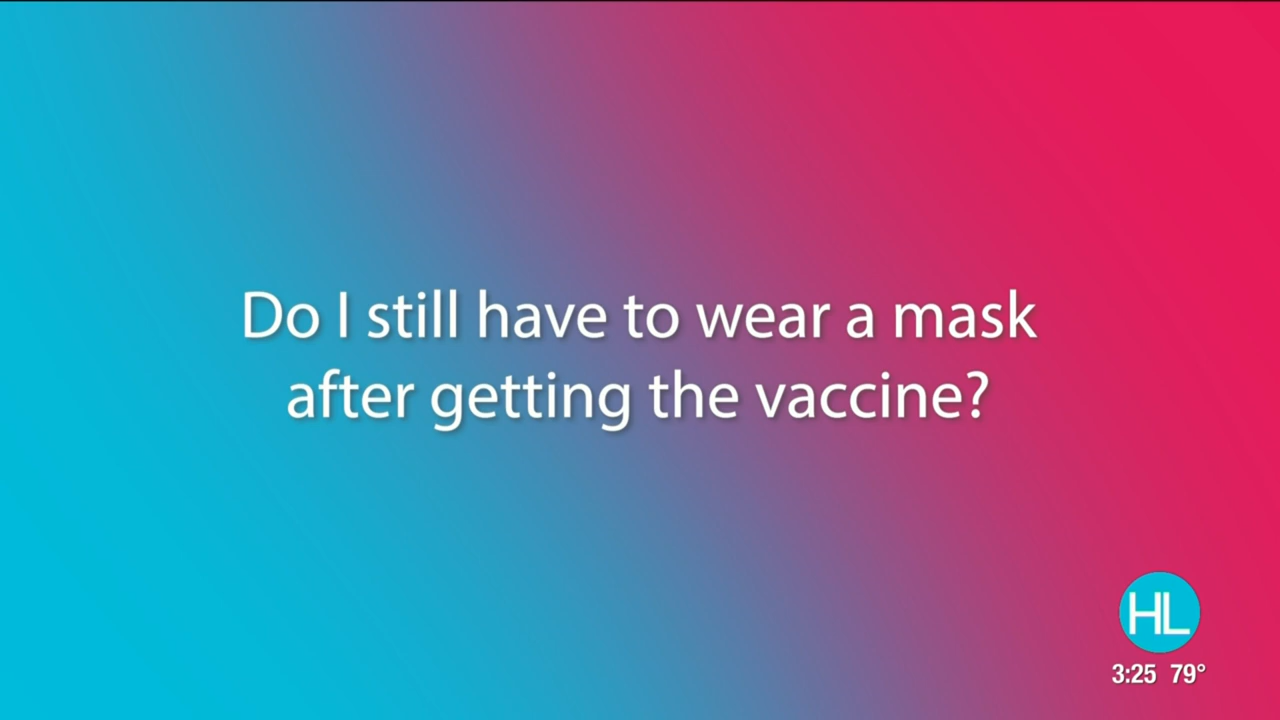 Do I still have to wear a mask
after getting the vaccine?
HL
3:25 79°